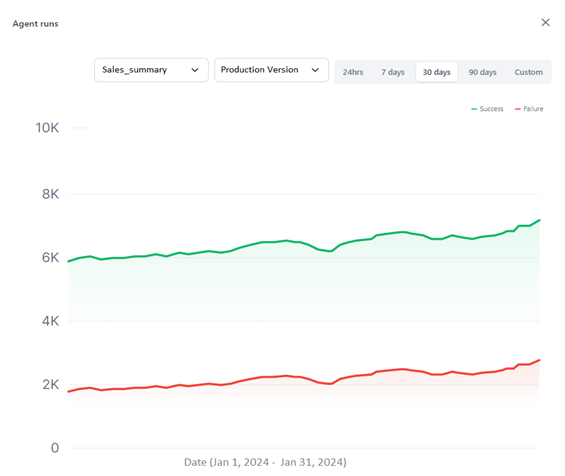 Agent runs
Sales_summary Production Version 24hrs 7 days 30 days 90 days Custom
Success Failure
10K
8K
6K
4K
2K
0
Date (Jan 1, 2024 - Jan 31, 2024)